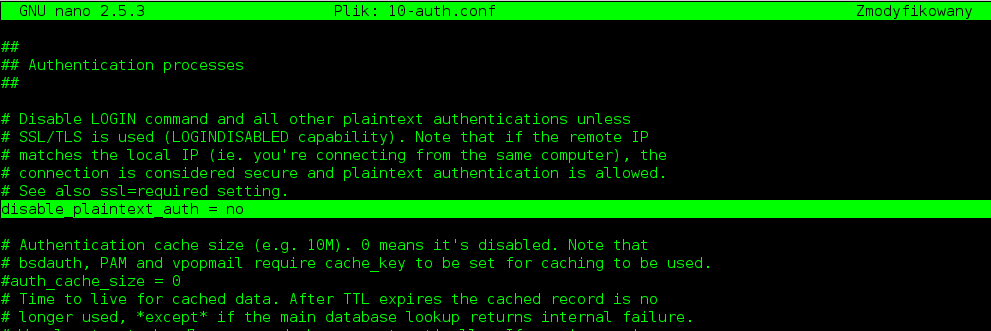 GNU nano 2.5.3 Plik: 10-auth.conf Zmodyfikowany
##
## Authentication processes
##
# Disable LOGIN command and all other plaintext authentications unless
# SSL/TLS is used (LOGINDISABLED capability). Note that if the remote IP
# matches the local IP (ie. you're connecting from the same computer), the
# connection is considered secure and plaintext authentication is allowed.
# See also ssl=required setting.
disable_plaintext_auth = no
# Authentication cache size (e.g. 10M). 0 means it's disabled. Note that
# bsdauth, PAM and vpopmail require cache_key to be set for caching to be used.
#auth_cache_size = 0
# Time to live for cached data. After TTL expires the cached record is no
# longer used, *except* if the main database lookup returns internal failure.